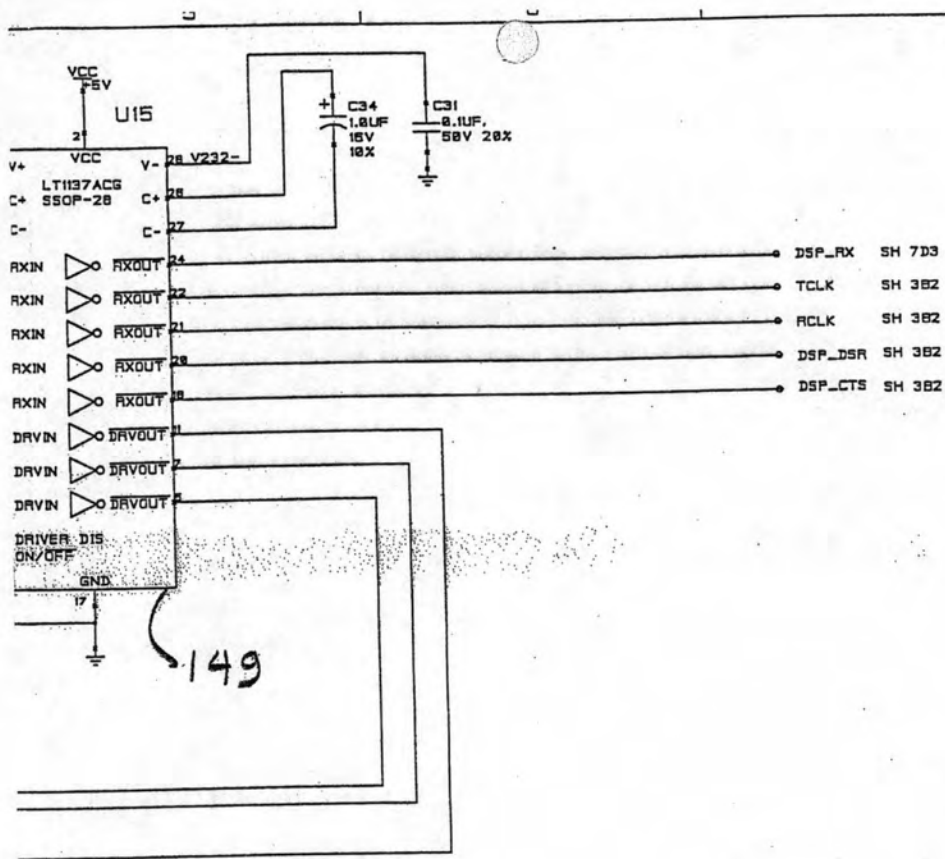 VCC
+5V
U15
2
VCC
V+
V-
28
V232-
LT1137ACG
SSOP-28
C+
C+
26
C-
C-
27
C34
1.0UF
16V
10%
C31
0.1UF,
50V 20%
RXIN RXOUT 24 DSP_RX SH 7D3
RXIN RXOUT 22 TCLK SH 3B2
RXIN RXOUT 21 RCLK SH 3B2
RXIN RXOUT 20 DSP_DSR SH 3B2
RXIN RXOUT 18 DSP_CTS SH 3B2
DRVIN DRVOUT 11
DRVIN DRVOUT 7
DRVIN DRVOUT
DRIVER DIS
ON/OFF
GND
17
149